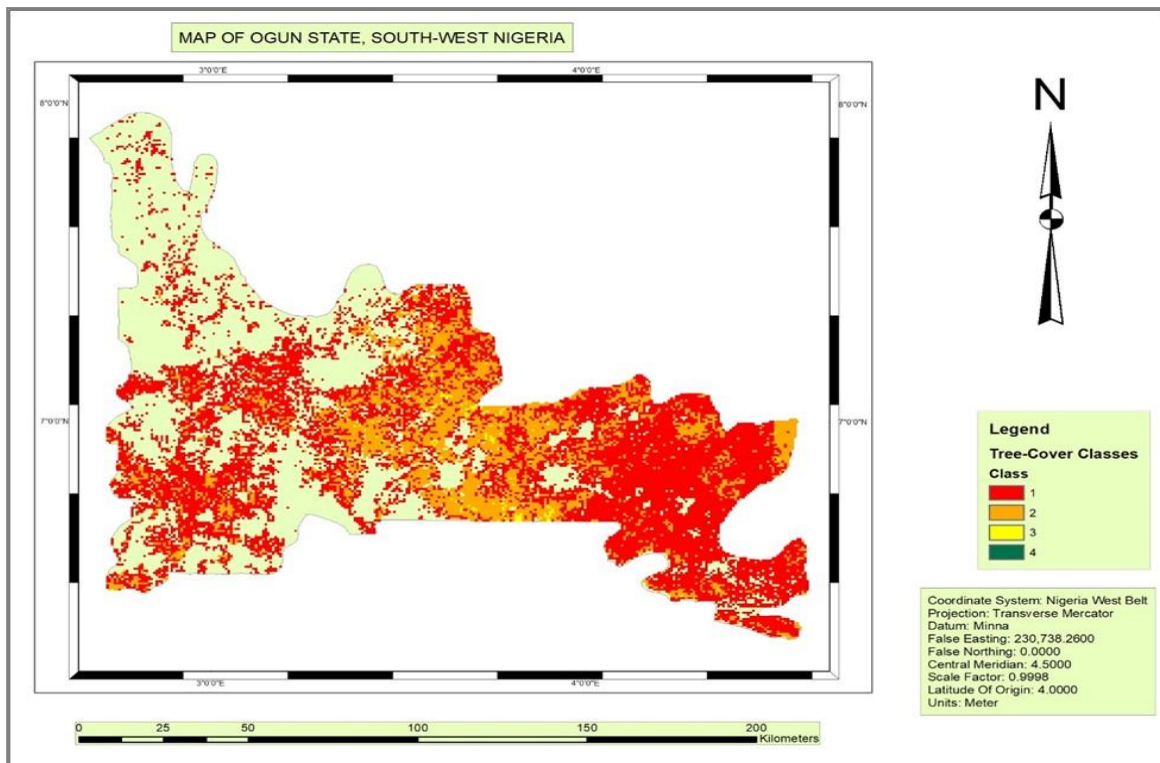 MAP OF OGUN STATE, SOUTH-WEST NIGERIA
3°0'0"E
4°0'0"E
8°0'0"N
8°0'0"N
N
7°0'0"N
7°0'0"N
Legend
Tree-Cover Classes
Class
1
2
3
4
Coordinate System: Nigeria West Belt
Projection: Transverse Mercator
Datum: Minna
False Easting: 230,738.2600
False Northing: 0.0000
Central Meridian: 4.5000
Scale Factor: 0.9998
Latitude Of Origin: 4.0000
Units: Meter
3°0'0"E
4°0'0"E
0 25 50 100 150 200
Kilometers